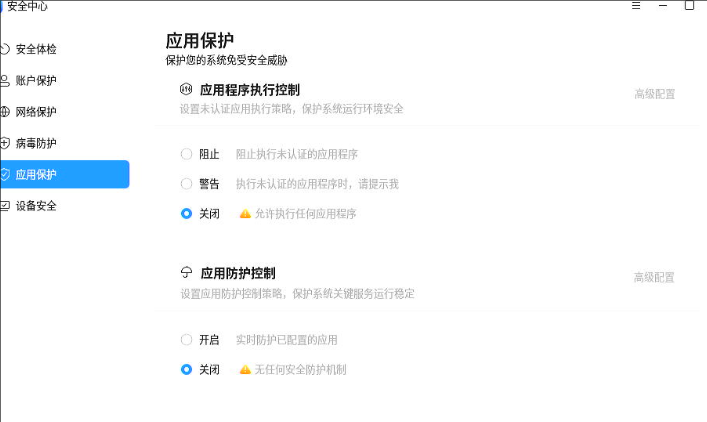 安全中心
安全体检
账户保护
网络保护
病毒防护
应用保护
设备安全
应用保护
保护您的系统免受安全威胁
应用程序执行控制
设置未认证应用执行策略，保护系统运行环境安全
高级配置
阻止 阻止执行未认证的应用程序
警告 执行未认证的应用程序时，请提示我
关闭 允许执行任何应用程序
应用防护控制
设置应用防护控制策略，保护系统关键服务运行稳定
高级配置
开启 实时防护已配置的应用
关闭 无任何安全防护机制